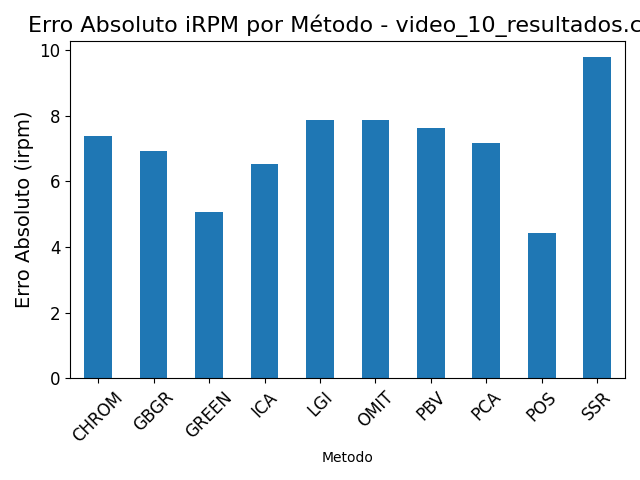 Erro Absoluto iRPM por Método - video_10_resultados.c
10
8
6
4
2
0
Erro Absoluto (irpm)
CHROM
GBGR
GREEN
ICA
LGI
OMIT
PBV
PCA
POS
SSR
Metodo